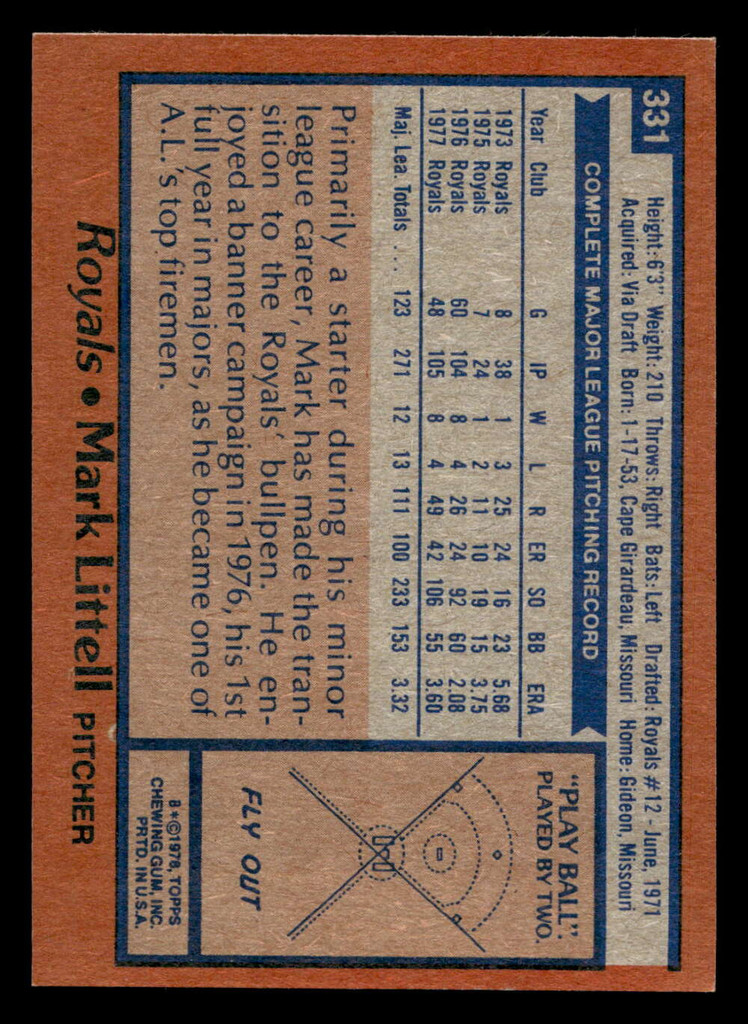 331
Height: 6'3" Weight: 210 Throws: Right Bats: Left Drafted: Royals #12 - June, 1971
Acquired: Via Draft Born: 1-17-53, Cape Girardeau, Missouri Home: Gideon, Missouri
COMPLETE MAJOR LEAGUE PITCHING RECORD
Year Club G IP W L R ER SO BB ERA
1973 Royals 8 38 1 3 25 24 16 23 5.68
1975 Royals 7 24 1 2 11 10 19 15 3.75
1976 Royals 60 104 8 4 26 24 92 60 2.08
1977 Royals 48 105 8 4 49 42 106 55 3.60
Maj. Lea. Totals ... 123 271 12 13 111 100 233 153 3.32
Primarily a starter during his minor
league career, Mark has made the tran-
sition to the Royals' bullpen. He en-
joyed a banner campaign in 1976, his 1st
full year in majors, as he became one of
A.L.'s top firemen.
"PLAY BALL"
PLAYED BY TWO.
FLY OUT
B*©1978, TOPPS
CHEWING GUM, INC.
PRTD. IN U.S.A.
Royals • Mark Littell PITCHER